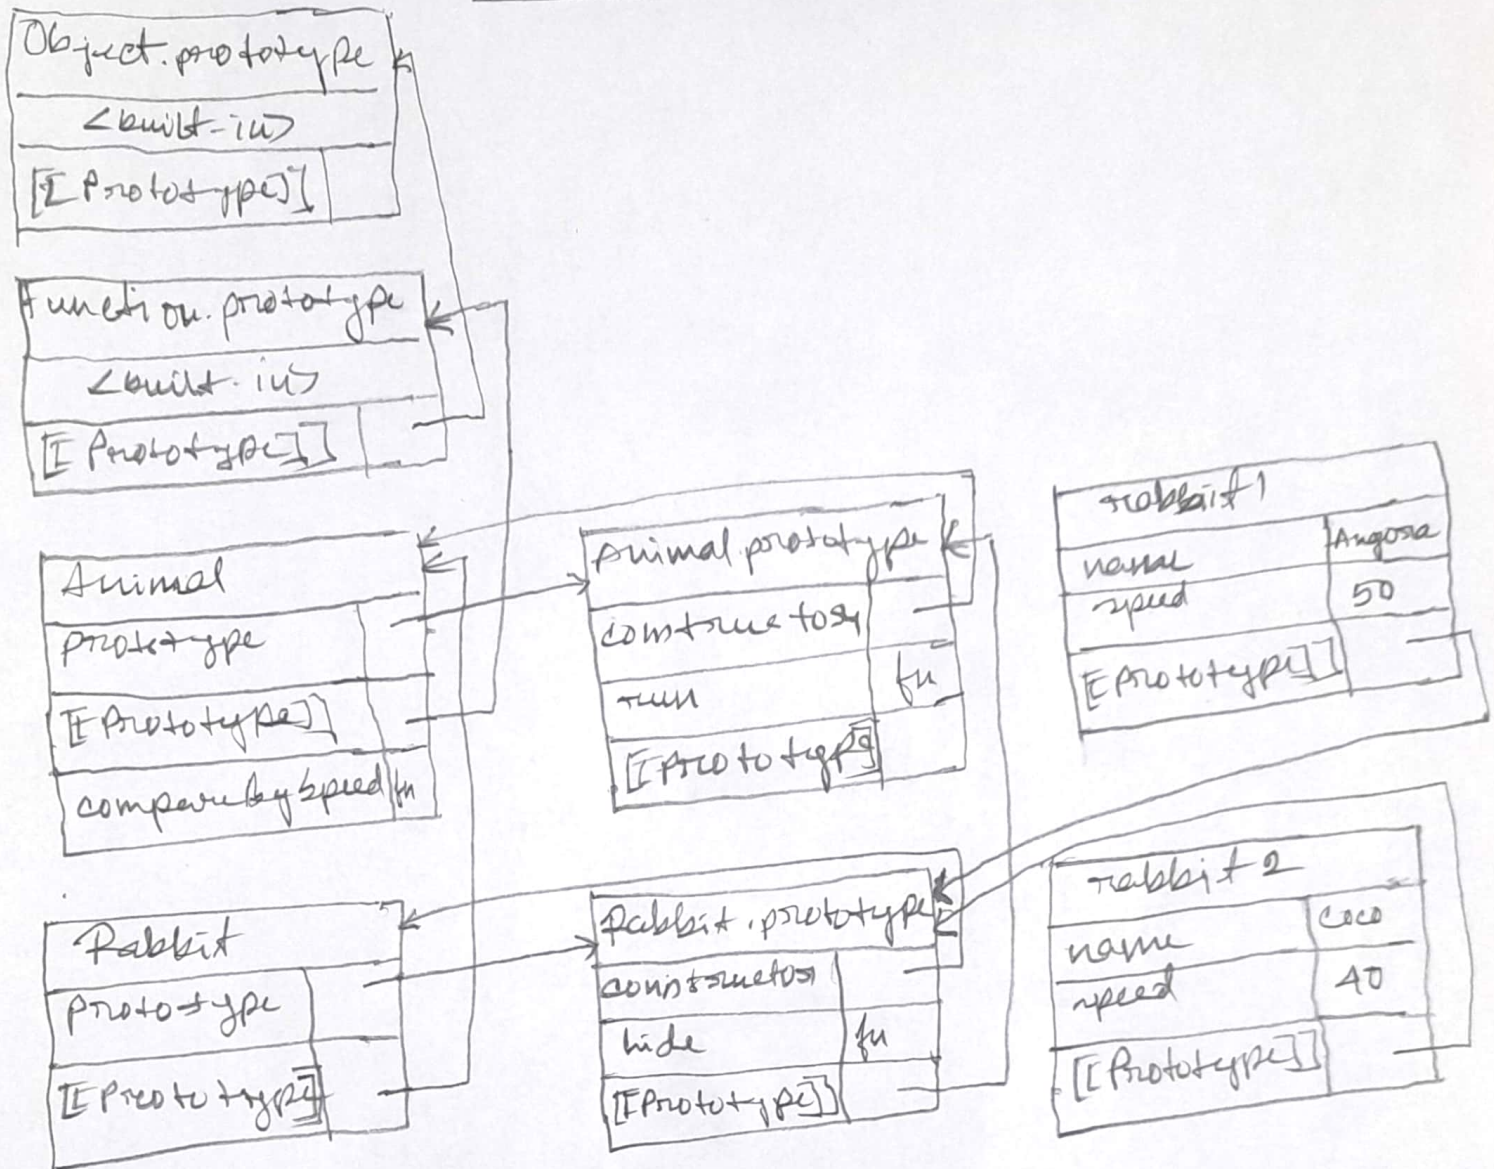 Object.prototype
<built-in>
[[Prototype]]
Function.prototype
<built-in>
[[Prototype]]
Animal
prototype
[[Prototype]]
compareBySpeed fn
Animal.prototype
constructor
run fn
[[Prototype]]
rabbit1
name Angora
speed 50
[[Prototype]]
Rabbit
prototype
[[Prototype]]
Rabbit.prototype
constructor
hide fn
[[Prototype]]
rabbit2
name Coco
speed 40
[[Prototype]]